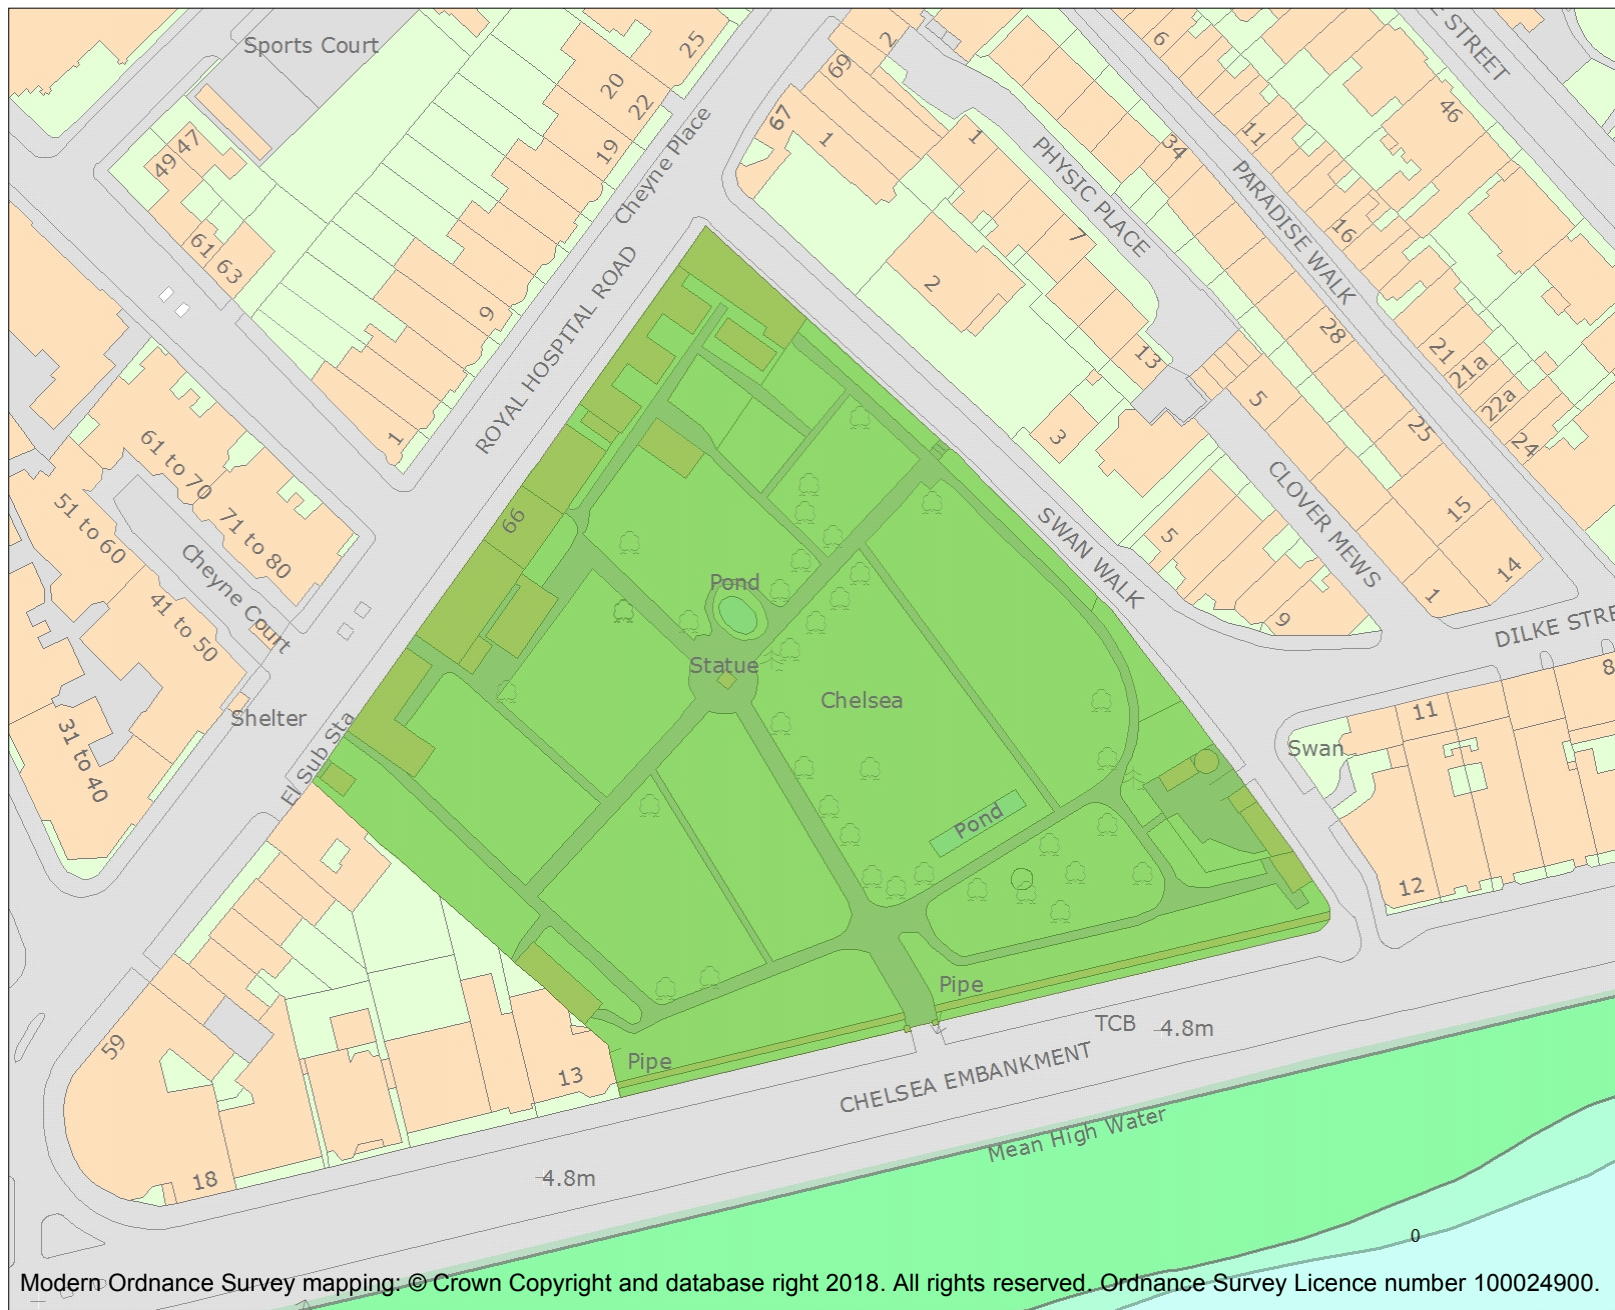 Sports Court
25
20
22
19
Cheyne Place
49
47
61
63
9
1
ROYAL HOSPITAL ROAD
67
69
2
1
1
PHYSIC PLACE
7
2
13
3
34
6
11
PARADISE WALK
16
46
E STREET
28
21
21a
22a
24
25
5
15
14
1
CLOVER MEWS
5
9
SWAN WALK
DILKE STRE
8
11
Swan
12
61 to 70
51 to 60
71 to 80
Cheyne Court
41 to 50
31 to 40
Shelter
El Sub Sta
66
Pond
Statue
Chelsea
Pond
Pipe
Pipe
TCB
4.8m
CHELSEA EMBANKMENT
Mean High Water
59
13
18
4.8m
0
Modern Ordnance Survey mapping: © Crown Copyright and database right 2018. All rights reserved. Ordnance Survey Licence number 100024900.